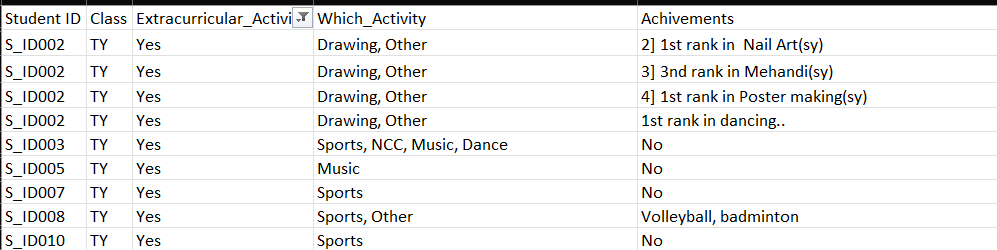 Student ID Class Extracurricular_Activi Which_Activity Achivements
S_ID002 TY Yes Drawing, Other 2] 1st rank in  Nail Art(sy)
S_ID002 TY Yes Drawing, Other 3] 3nd rank in Mehandi(sy)
S_ID002 TY Yes Drawing, Other 4] 1st rank in Poster making(sy)
S_ID002 TY Yes Drawing, Other 1st rank in dancing..
S_ID003 TY Yes Sports, NCC, Music, Dance No
S_ID005 TY Yes Music No
S_ID007 TY Yes Sports No
S_ID008 TY Yes Sports, Other Volleyball, badminton
S_ID010 TY Yes Sports No